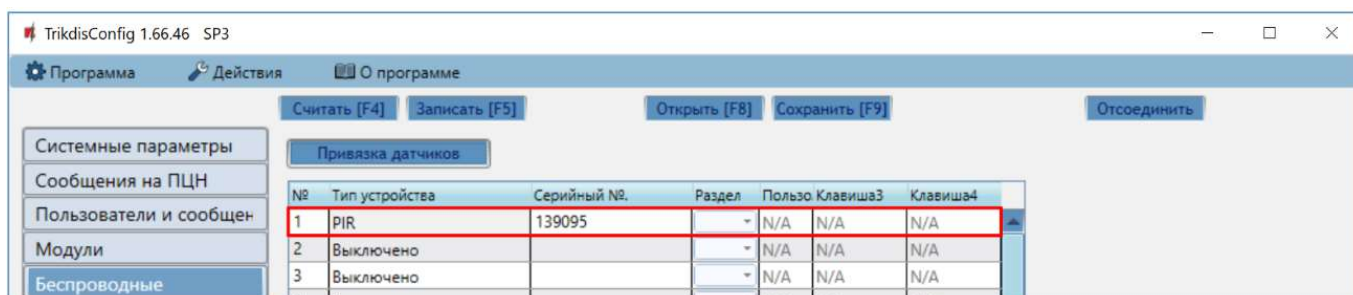 TrikdisConfig 1.66.46 SP3
Программа Действия О программе
Считать [F4] Записать [F5] Открыть [F8] Сохранить [F9] Отсоединить
Системные параметры
Привязка датчиков
Сообщения на ПЦН
№ Тип устройства Серийный №. Раздел Пользо Клавиша3 Клавиша4
Пользователи и сообщен
1 PIR 139095 N/A N/A N/A
Модули
2 Выключено N/A N/A N/A
Беспроводные
3 Выключено N/A N/A N/A